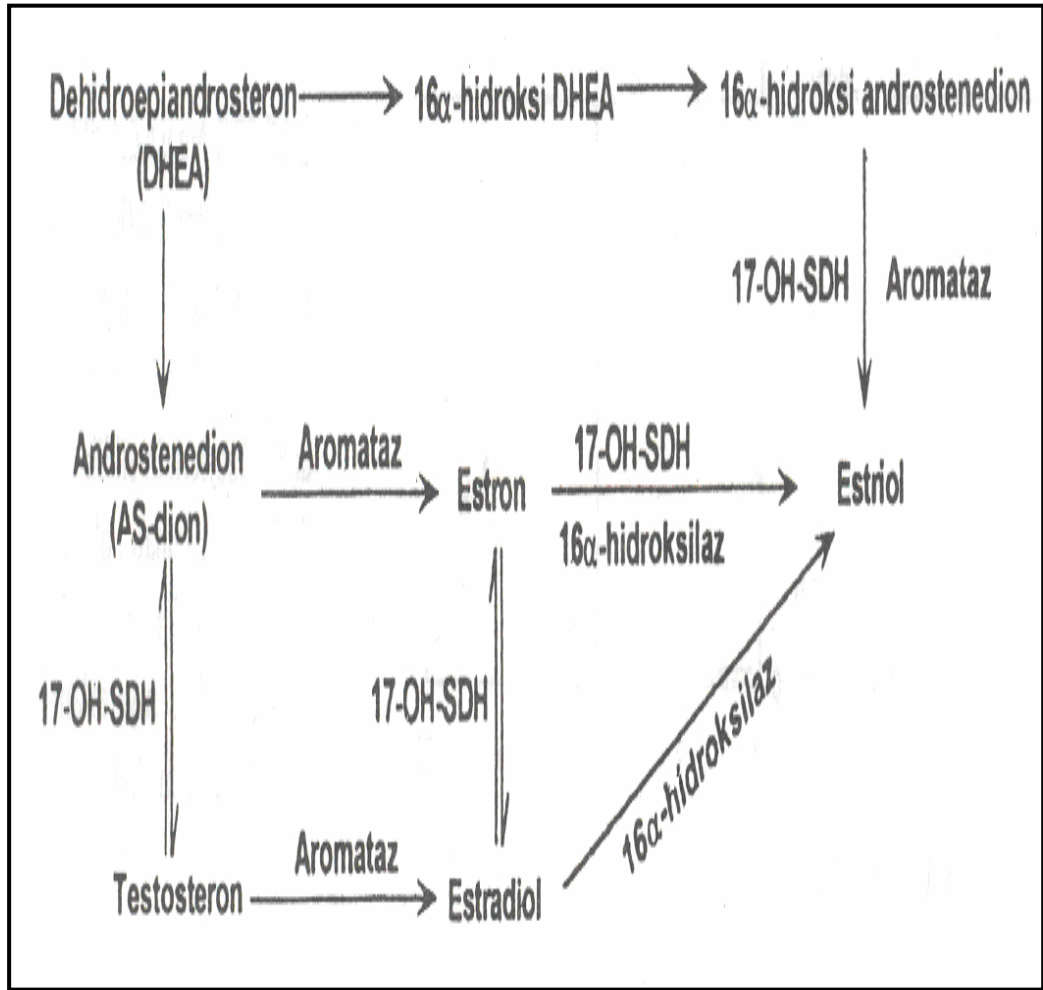 Dehidroepiandrosteron
(DHEA)
16α-hidroksi DHEA
16α-hidroksi androstenedion
17-OH-SDH
Aromataz
Androstenedion
(AS-dion)
Aromataz
Estron
17-OH-SDH
16α-hidroksilaz
Estriol
17-OH-SDH
17-OH-SDH
16α-hidroksilaz
Testosteron
Aromataz
Estradiol